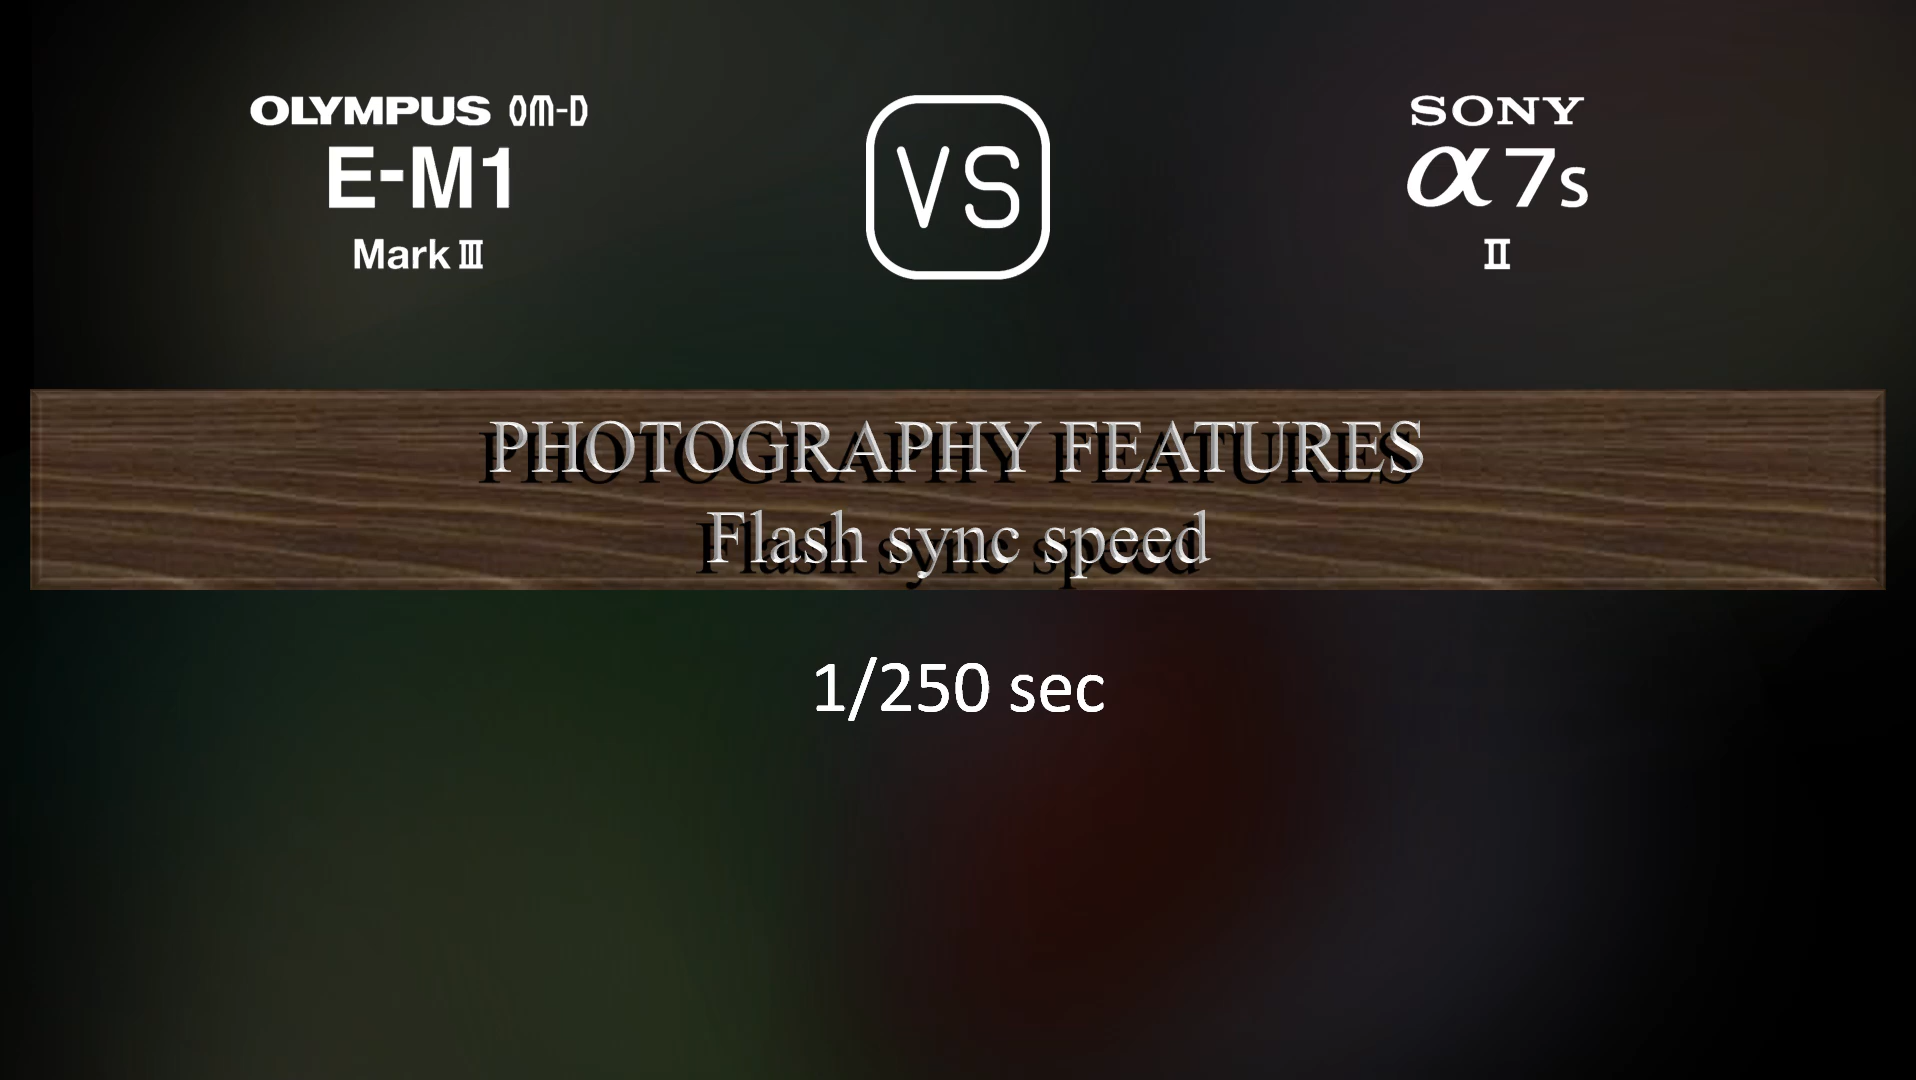 OLYMPUS OM-D
E-M1
Mark III
VS
SONY
α7s
II
PHOTOGRAPHY FEATURES
Flash sync speed
1/250 sec